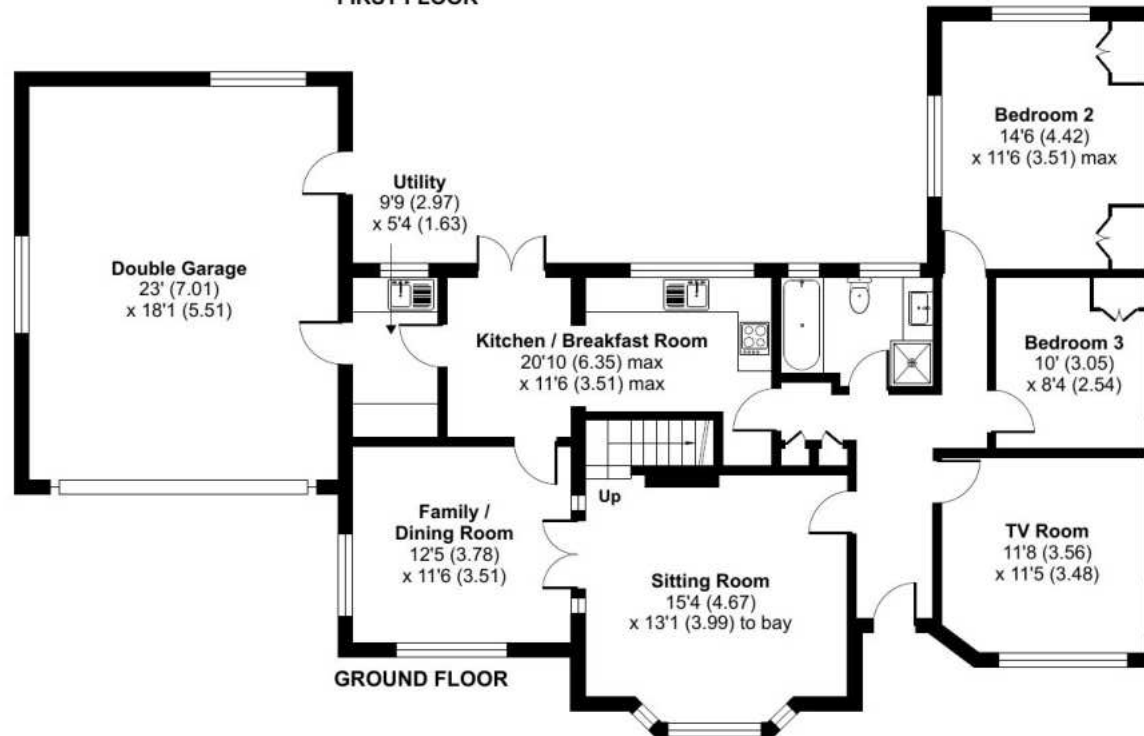 FIRST FLOOR
Bedroom 2
14'6 (4.42)
x 11'6 (3.51) max
Utility
9'9 (2.97)
x 5'4 (1.63)
Double Garage
23' (7.01)
x 18'1 (5.51)
Kitchen / Breakfast Room
20'10 (6.35) max
x 11'6 (3.51) max
Bedroom 3
10' (3.05)
x 8'4 (2.54)
Up
Family /
Dining Room
12'5 (3.78)
x 11'6 (3.51)
Sitting Room
15'4 (4.67)
x 13'1 (3.99) to bay
TV Room
11'8 (3.56)
x 11'5 (3.48)
GROUND FLOOR